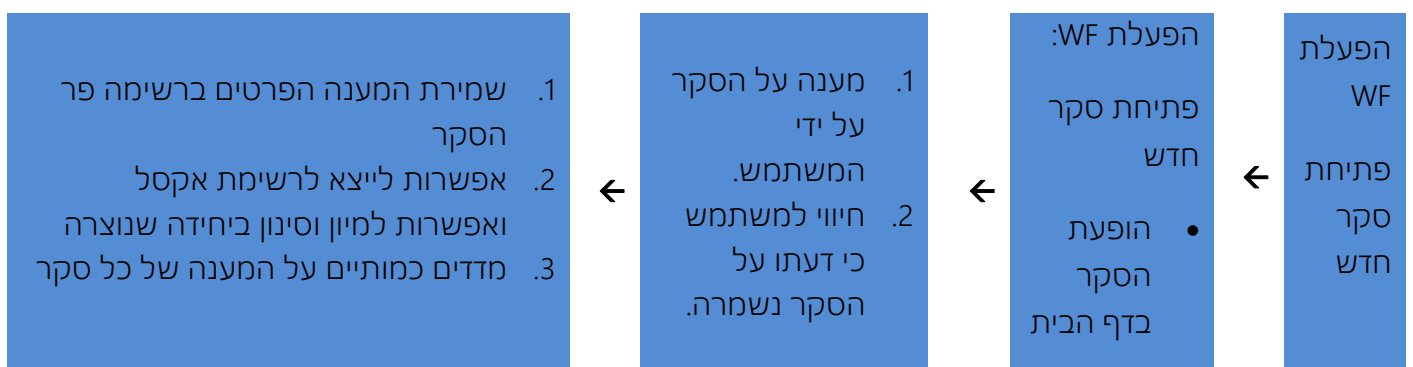 הפעלת
WF
פתיחת
סקר
חדש
←
הפעלת WF:
פתיחת סקר
חדש
• הופעת
הסקר
בדף הבית
←
1. מענה על הסקר
על ידי
המשתמש.
2. חיווי למשתמש
כי דעתו על
הסקר נשמרה.
←
1. שמירת המענה הפרטים ברשימה פר
הסקר
2. אפשרות לייצא לרשימת אקסל
ואפשרות למיון וסינון ביחידה שנוצרה
3. מדדים כמותיים על המענה של כל סקר